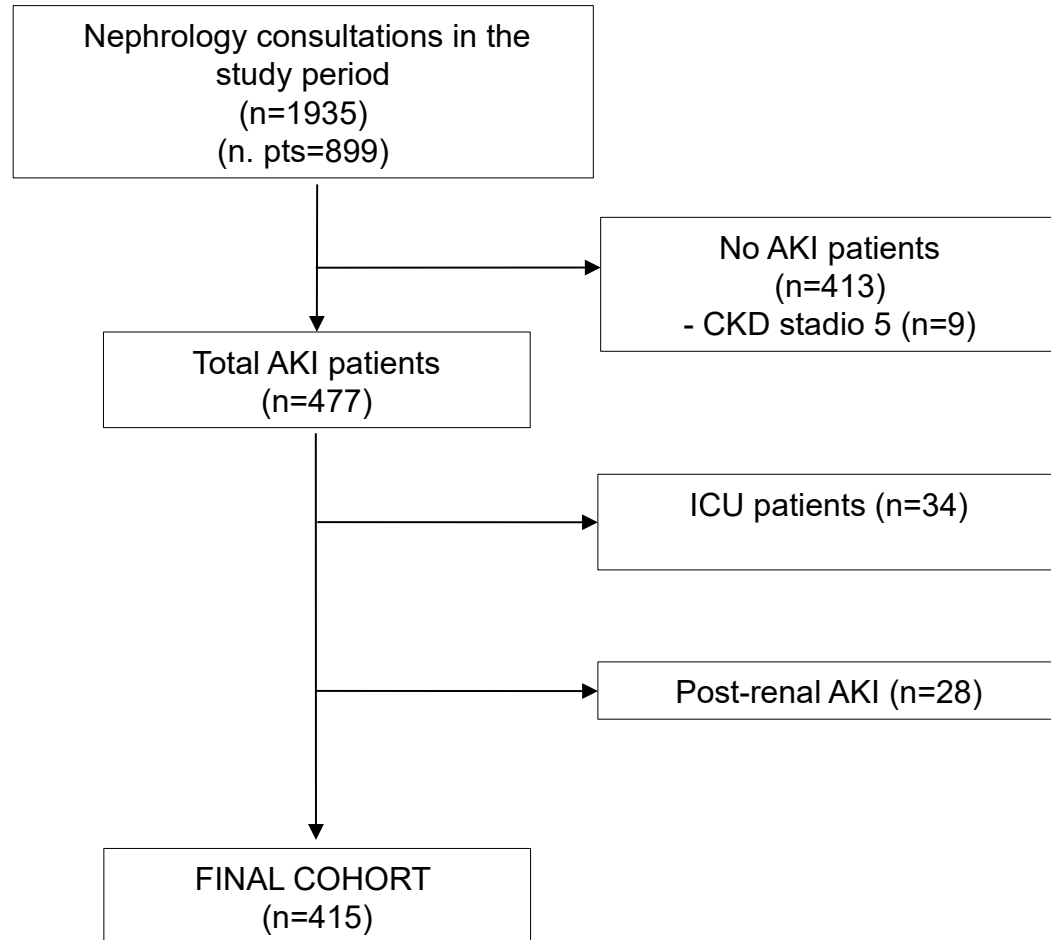 Nephrology consultations in the
study period
(n=1935)
(n. pts=899)
No AKI patients
(n=413)
- CKD stadio 5 (n=9)
Total AKI patients
(n=477)
ICU patients (n=34)
Post-renal AKI (n=28)
FINAL COHORT
(n=415)